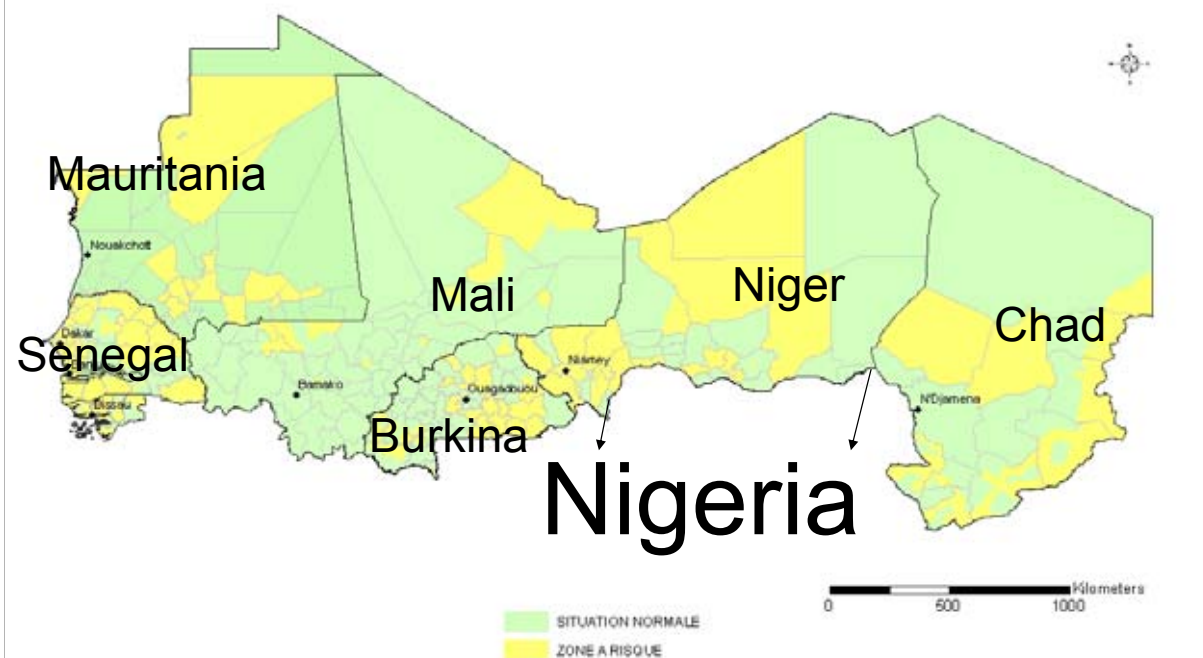 Mauritania
Nouakchott
Mali
Niger
Chad
Dakar
Senegal
Bamako
Niamey
Ouagadouou
N'Djamena
Bissau
Burkina
Nigeria
Kilometers
0 500 1000
SITUATION NORMALE
ZONE A RISQUE